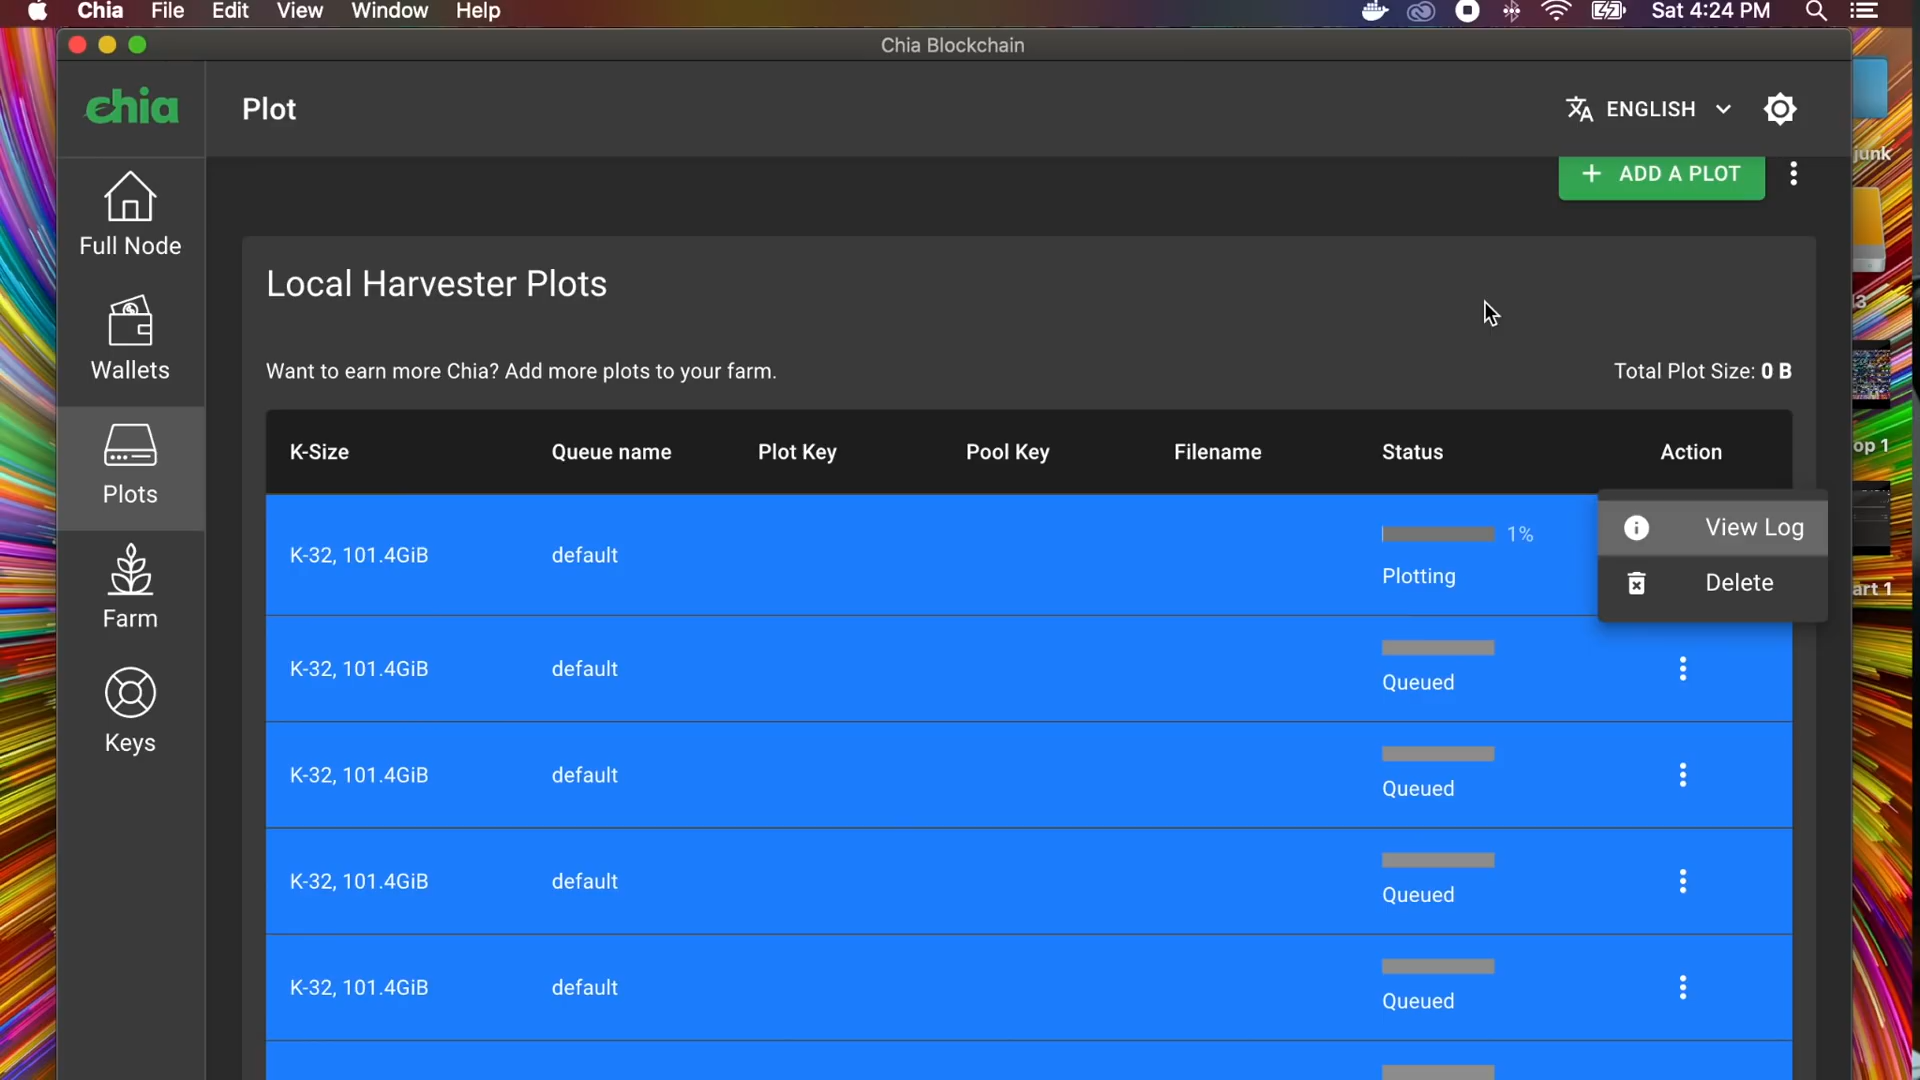 Chia File Edit View Window Help Sat 4:24 PM
Chia Blockchain
chia
Plot
ENGLISH
junk
+ ADD A PLOT
Full Node
Local Harvester Plots
Wallets
Want to earn more Chia? Add more plots to your farm.
Total Plot Size: 0 B
K-Size Queue name Plot Key Pool Key Filename Status Action
op 1
Plots
K-32, 101.4GiB default 1% Plotting
View Log
Delete
art 1
Farm
K-32, 101.4GiB default Queued
Keys
K-32, 101.4GiB default Queued
K-32, 101.4GiB default Queued
K-32, 101.4GiB default Queued